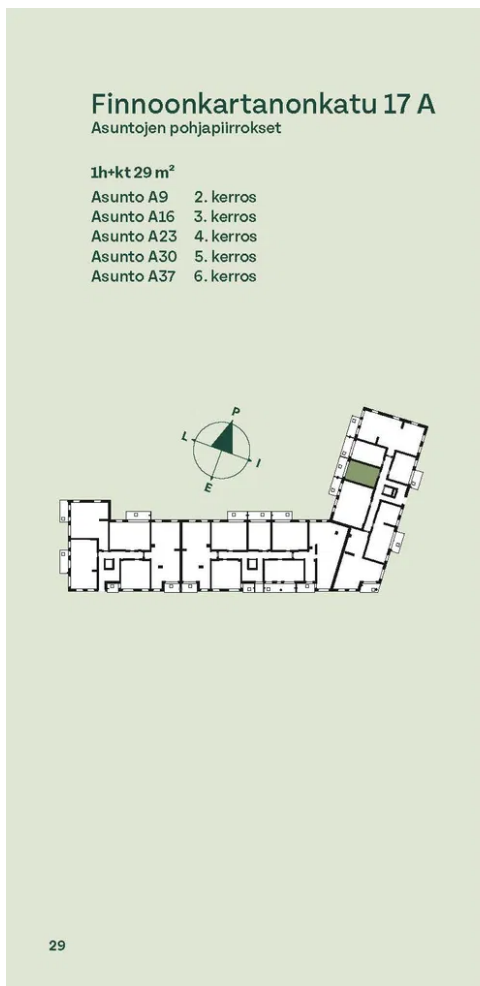 Finnoonkartanonkatu 17 A
Asuntojen pohjapiirrokset
1h+kt 29 m²
Asunto A9 2. kerros
Asunto A16 3. kerros
Asunto A23 4. kerros
Asunto A30 5. kerros
Asunto A37 6. kerros
P
L
I
E
29